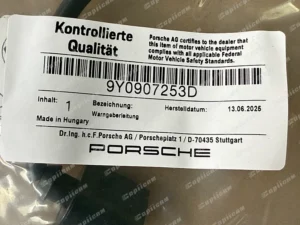 Kontrollierte
Qualität
Porsche AG certifies to the dealer that
this item of motor vehicle equipment
complies with all applicable Federal
Motor Vehicle Safety Standards.
9Y0907253D
Inhalt: 1
Bezeichnung:
Warngeberleitung
Herstelldatum:
13.06.2025
Made in Hungary
Dr.Ing. h.c.F.Porsche AG / Porscheplatz 1 / D-70435 Stuttgart
PORSCHE